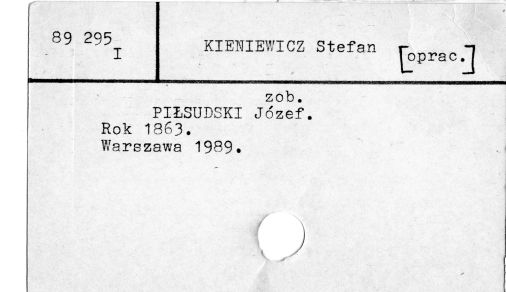 89 295
I
KIENIEWICZ Stefan [oprac.]
zob.
PIŁSUDSKI Józef.
Rok 1863.
Warszawa 1989.